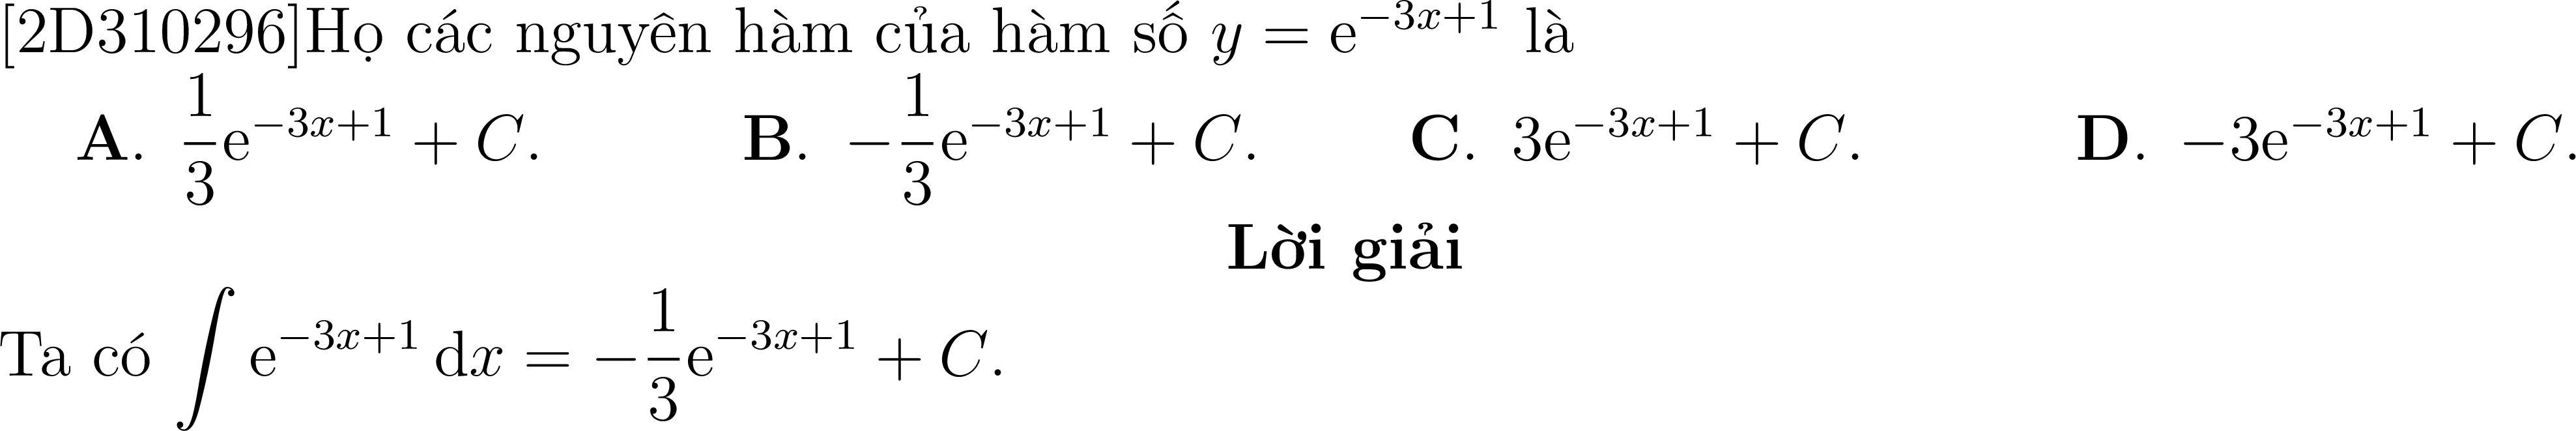 [2D310296]Họ các nguyên hàm của hàm số $y = \mathrm{e}^{-3x+1}$ là
A. $\frac{1}{3}\mathrm{e}^{-3x+1} + C$. B. $-\frac{1}{3}\mathrm{e}^{-3x+1} + C$. C. $3\mathrm{e}^{-3x+1} + C$. D. $-3\mathrm{e}^{-3x+1} + C$.
Lời giải
Ta có $\int \mathrm{e}^{-3x+1}\,\mathrm{d}x = -\frac{1}{3}\mathrm{e}^{-3x+1} + C$.